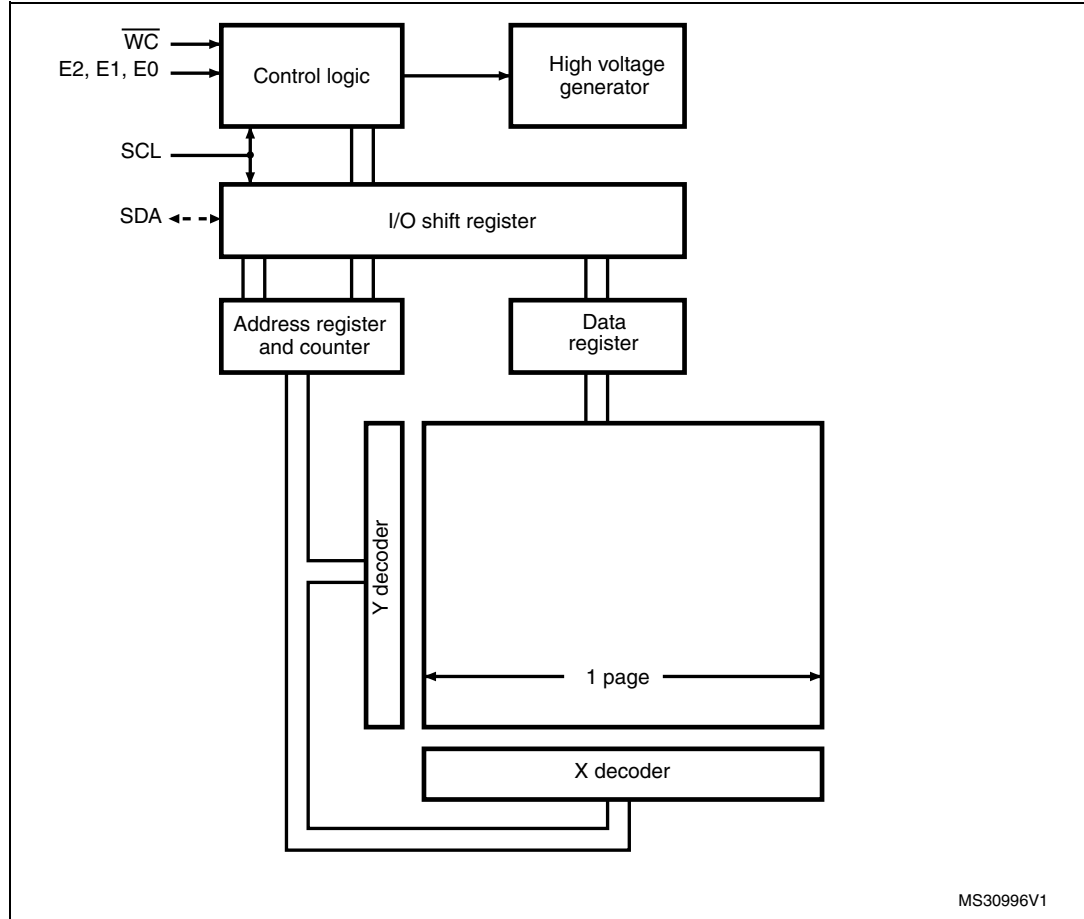 W̅C̅
E2, E1, E0
Control logic
High voltage
generator
SCL
SDA
I/O shift register
Address register
and counter
Data
register
Y decoder
1 page
X decoder
MS30996V1